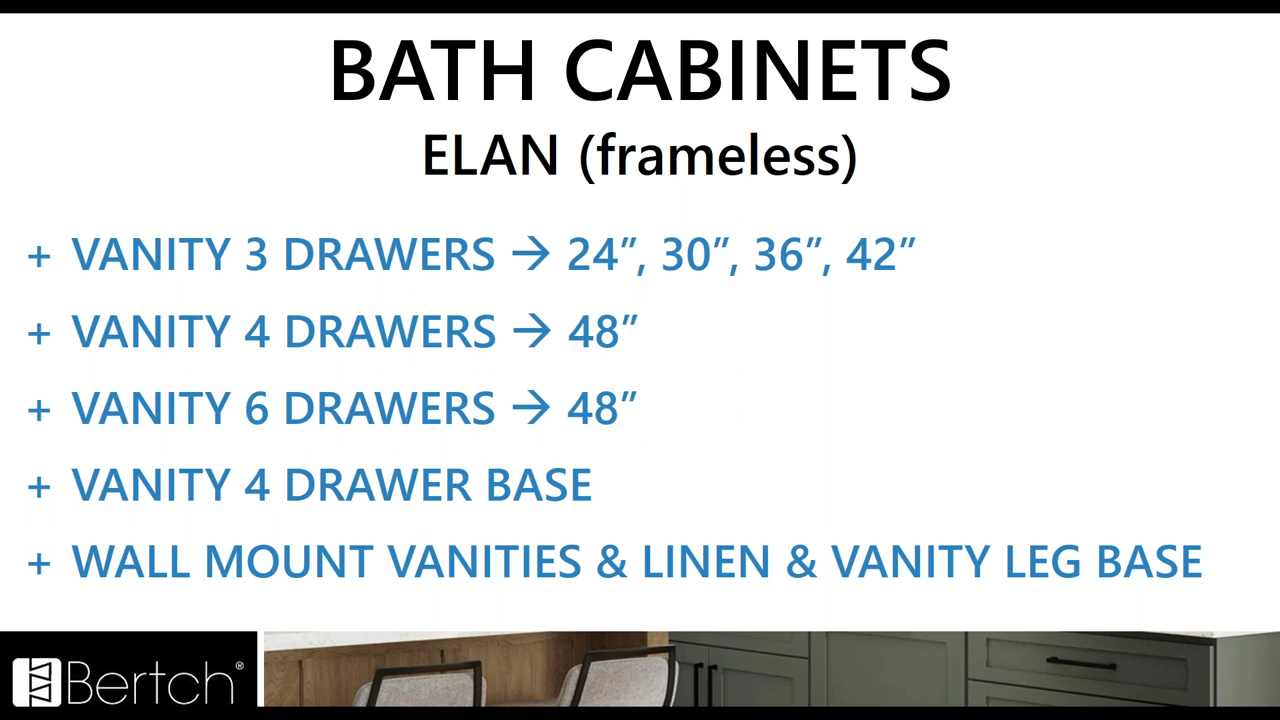 BATH CABINETS
ELAN (frameless)
+ VANITY 3 DRAWERS → 24”, 30”, 36”, 42”
+ VANITY 4 DRAWERS → 48”
+ VANITY 6 DRAWERS → 48”
+ VANITY 4 DRAWER BASE
+ WALL MOUNT VANITIES & LINEN & VANITY LEG BASE
Bertch®